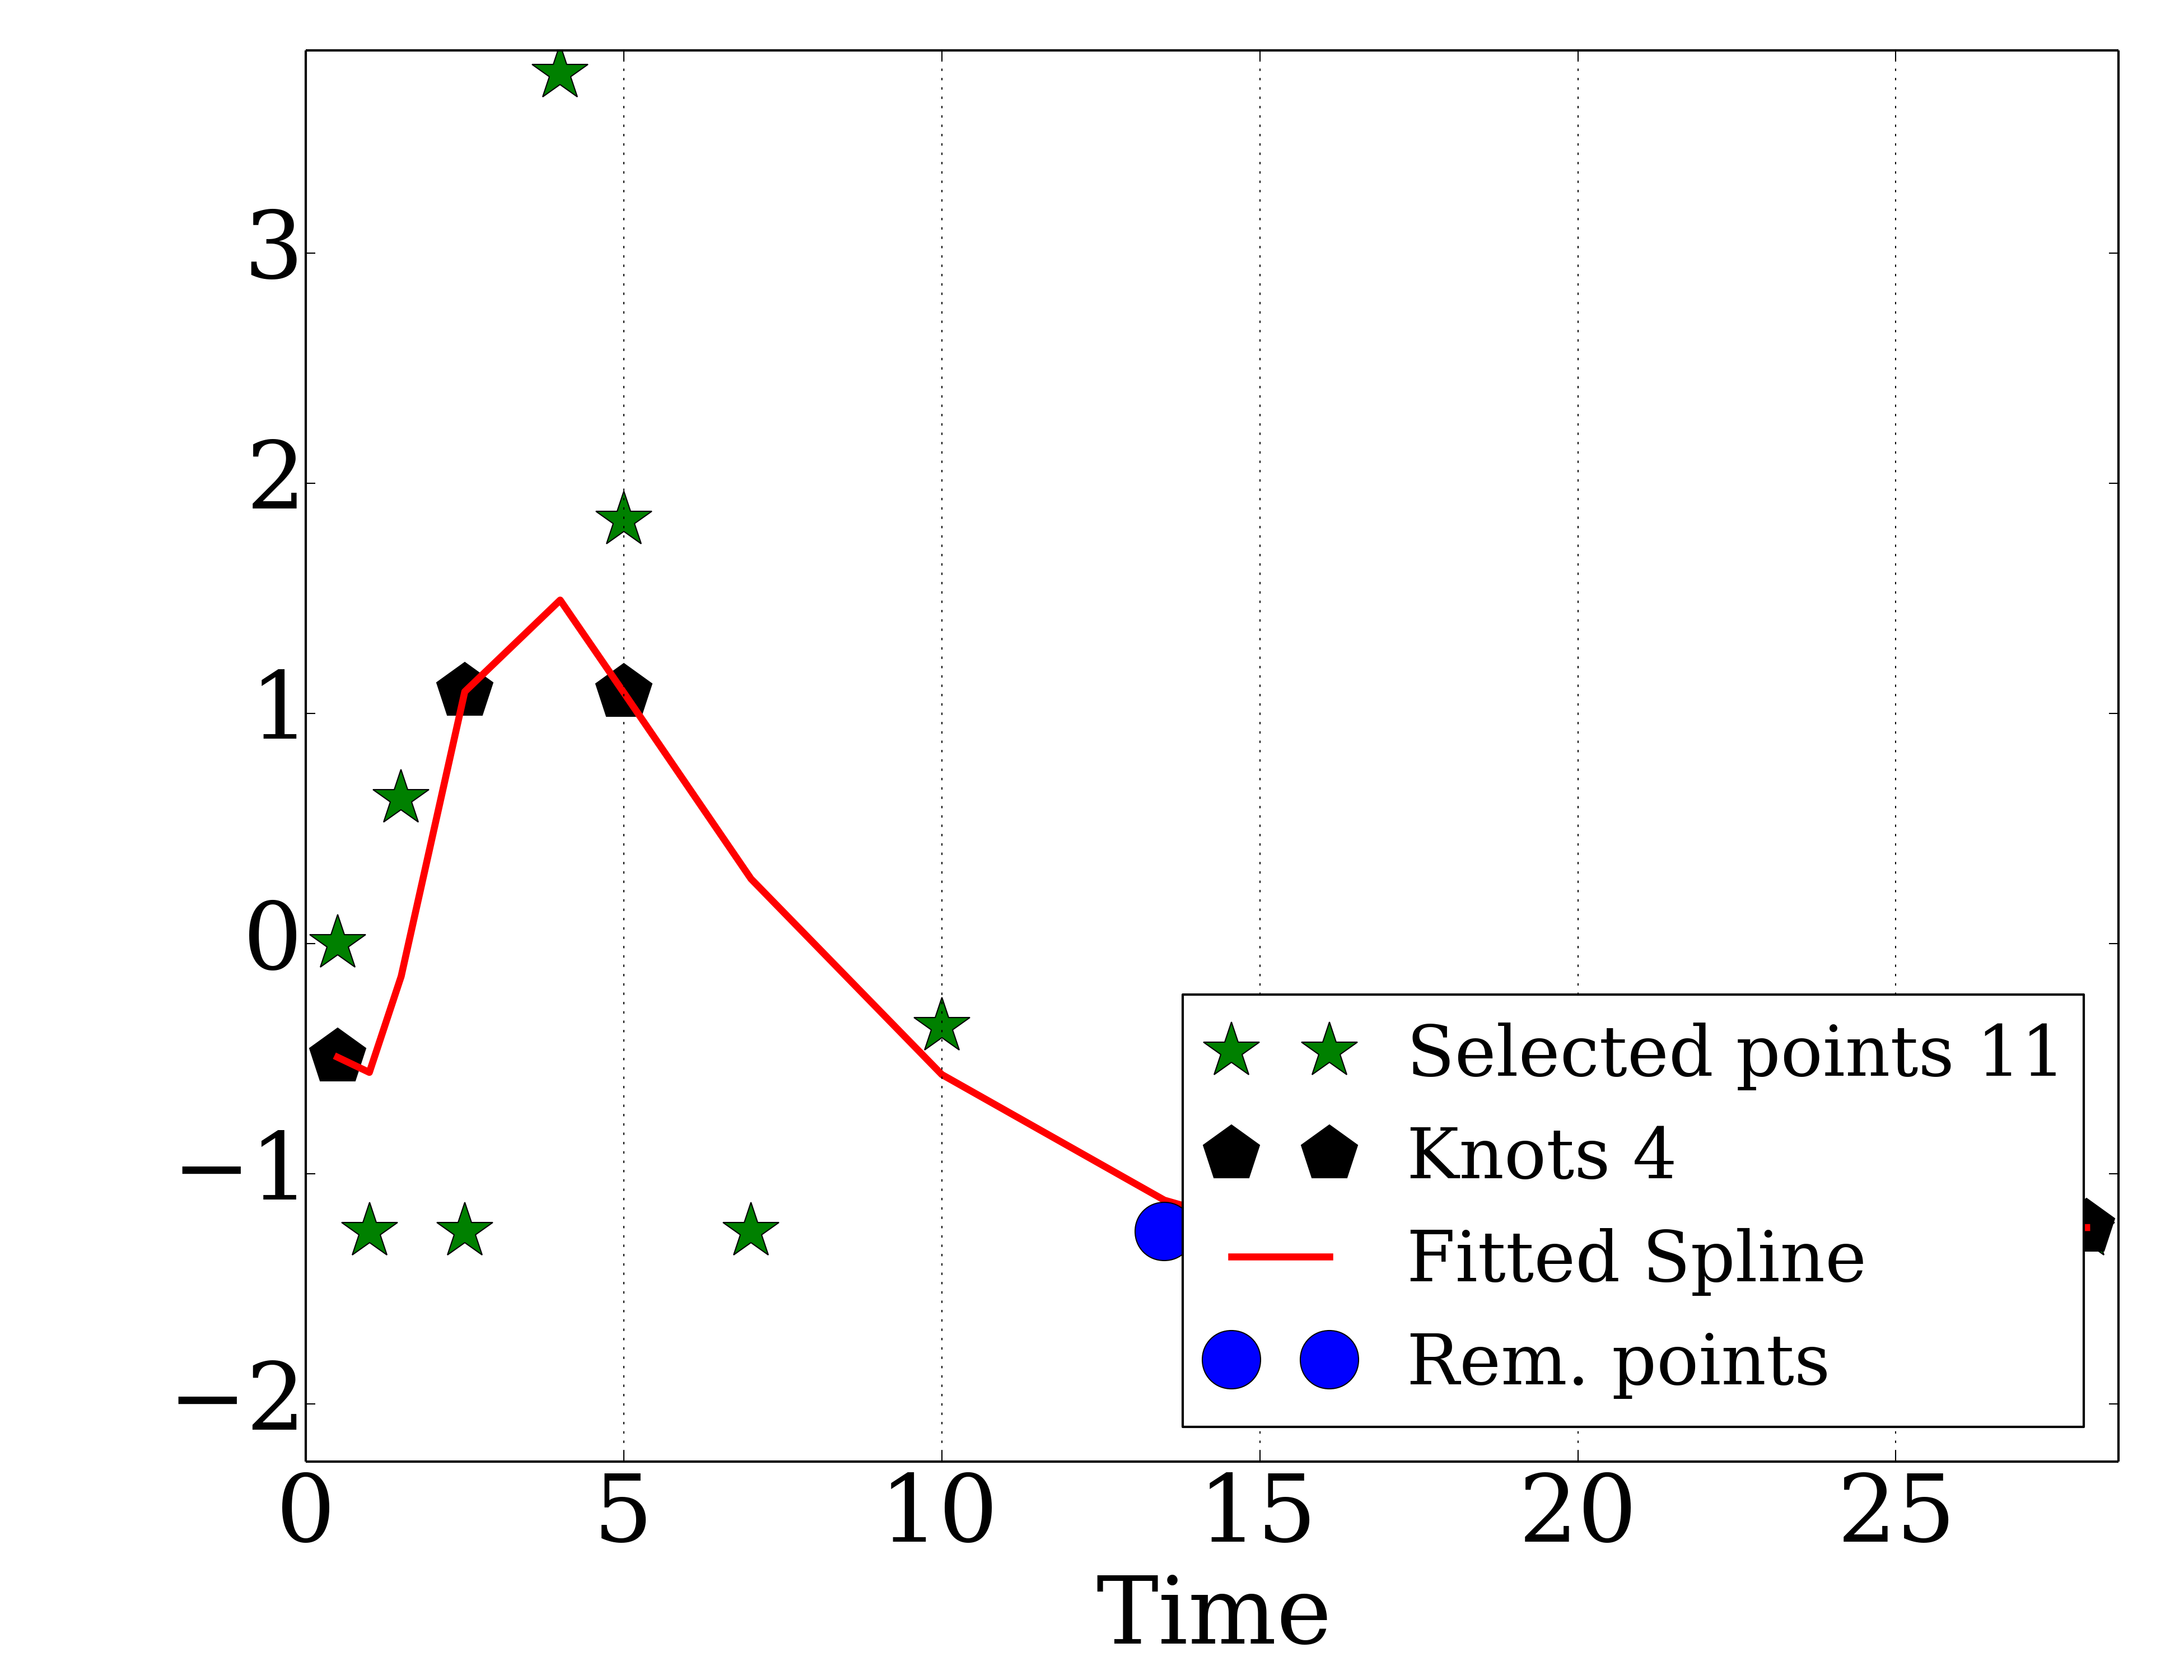 3
2
1
0
−1
−2
0 5 10 15 20 25
Time
Selected points 11
Knots 4
Fitted Spline
Rem. points